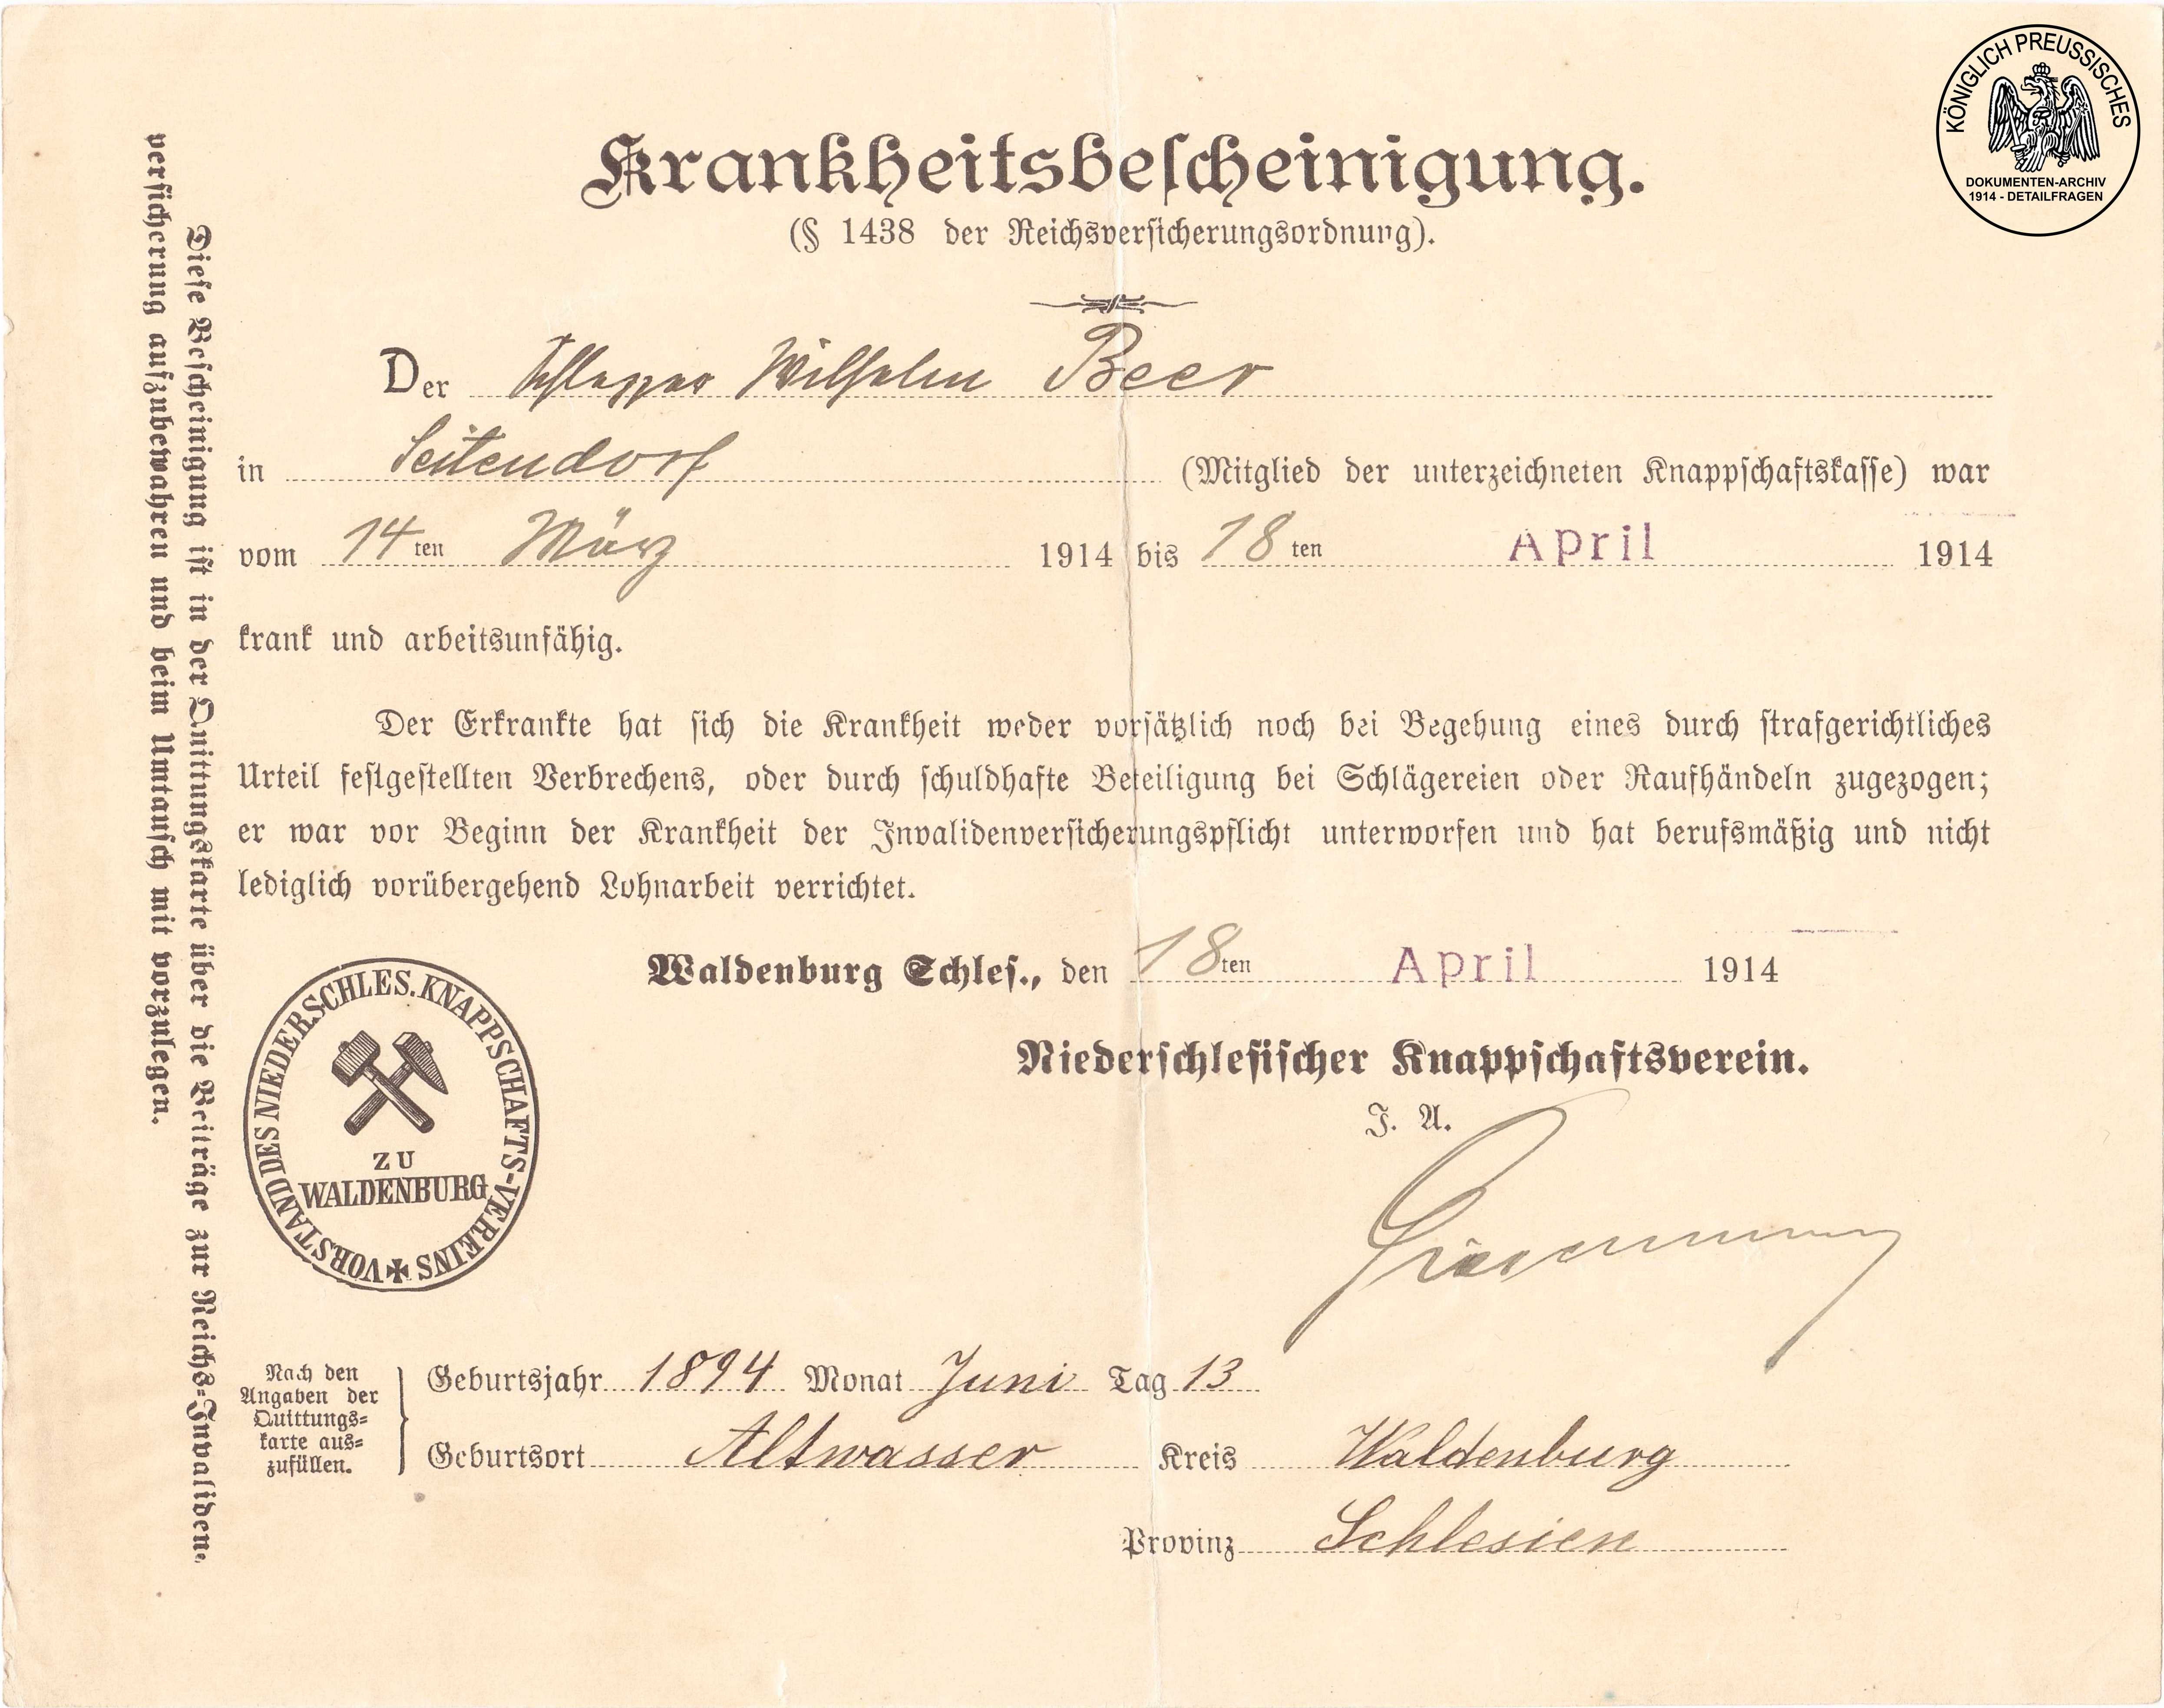 KÖNIGLICH PREUSSISCHES
DOKUMENTEN-ARCHIV
1914 - DETAILFRAGEN
Krankheitsbescheinigung.
(§ 1438 der Reichsversicherungsordnung).
Der Schlepper Wilhelm Beer
in Seitendorf (Mitglied der unterzeichneten Knappschaftskasse) war
vom 14ten März 1914 bis 18ten April 1914
krank und arbeitsunfähig.
Der Erkrankte hat sich die Krankheit weder vorsätzlich noch bei Begehung eines durch strafgerichtliches
Urteil festgestellten Verbrechens, oder durch schuldhafte Beteiligung bei Schlägereien oder Raufhändeln zugezogen;
er war vor Beginn der Krankheit der Invalidenversicherungspflicht unterworfen und hat berufsmäßig und nicht
lediglich vorübergehend Lohnarbeit verrichtet.
Waldenburg Schles., den 18ten April 1914
Niederschlesischer Knappschaftsverein.
J. A.
VORSTAND DES NIEDERSCHLES. KNAPPSCHAFTS-VEREINS
ZU
WALDENBURG
Nach den
Angaben der
Quittungs=
karte aus=
zufüllen.
Geburtsjahr 1894 Monat Juni Tag 13
Geburtsort Altwasser Kreis Waldenburg
Provinz Schlesien
Diese Bescheinigung ist in der Quittungskarte über die Beiträge zur Reichs=Invaliden=
versicherung aufzubewahren und beim Umtausch mit vorzulegen.